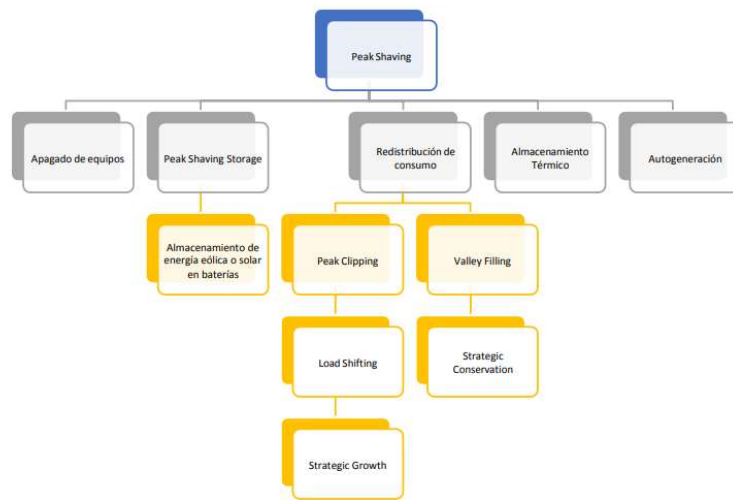 Peak Shaving
Apagado de equipos
Peak Shaving Storage
Redistribución de
consumo
Almacenamiento
Térmico
Autogeneración
Almacenamiento de
energía eólica o solar
en baterías
Peak Clipping
Valley Filling
Load Shifting
Strategic
Conservation
Strategic Growth